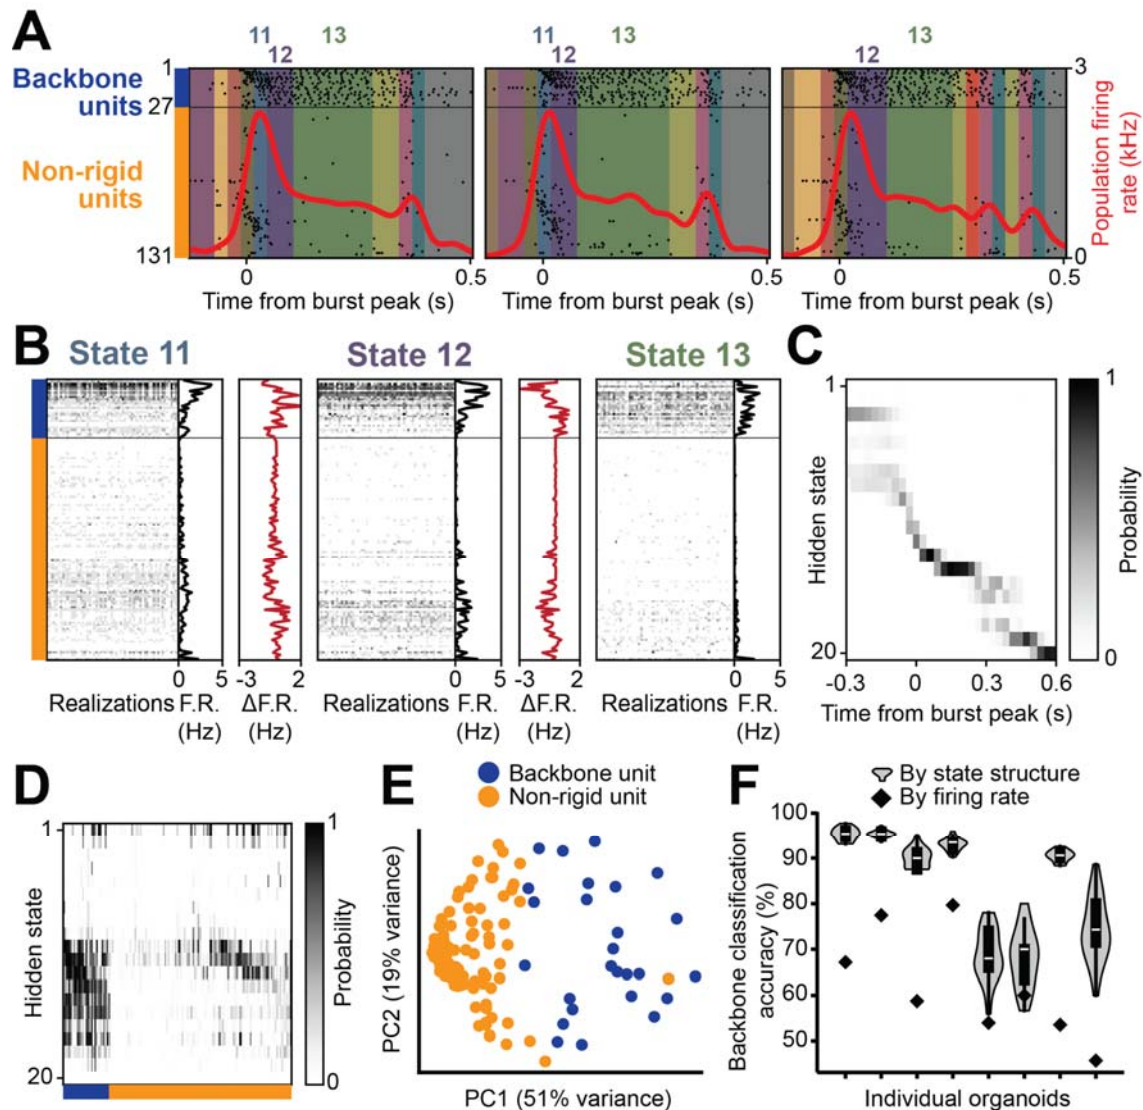 A
11 13
12
11 13
12
13
12
Backbone units
1
27
Non-rigid units
131
3
0
Population firing rate (kHz)
0 0.5
0 0.5
0 0.5
Time from burst peak (s)
Time from burst peak (s)
Time from burst peak (s)
B
State 11
State 12
State 13
0 5
-3 2
0 5
-3 2
0 5
Realizations F.R. (Hz)
ΔF.R. (Hz)
Realizations F.R. (Hz)
ΔF.R. (Hz)
Realizations F.R. (Hz)
C
Hidden state
1
20
-0.3 0 0.3 0.6
Time from burst peak (s)
1
0
Probability
D
Hidden state
1
20
1
0
Probability
E
Backbone unit
Non-rigid unit
PC2 (19% variance)
PC1 (51% variance)
F
By state structure
By firing rate
Backbone classification accuracy (%)
100
90
80
70
60
50
Individual organoids